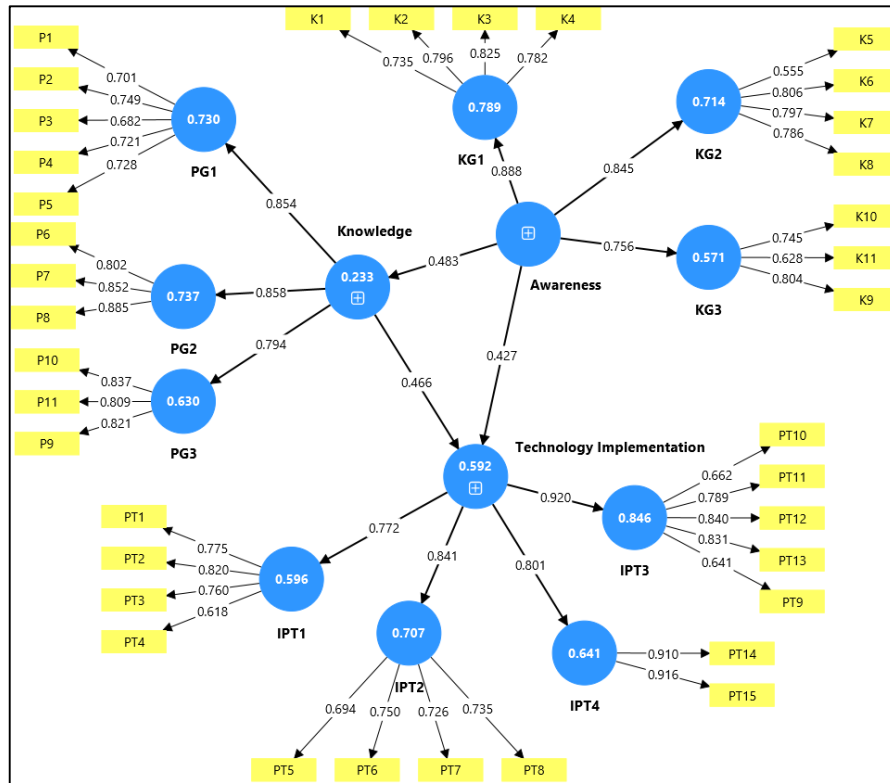 K1
K2
K3
K4
0.735
0.796
0.825
0.782
0.789
KG1
P1
P2
P3
P4
P5
0.701
0.749
0.682
0.721
0.728
0.730
PG1
K5
K6
K7
K8
0.555
0.806
0.797
0.786
0.714
KG2
0.888
0.845
0.854
0.756
0.483
Knowledge
0.233
Awareness
K10
K11
K9
0.745
0.628
0.804
0.571
KG3
P6
P7
P8
0.802
0.852
0.885
0.737
PG2
0.858
0.794
0.427
0.466
P10
P11
P9
0.837
0.809
0.821
0.630
PG3
Technology Implementation
0.592
0.920
0.772
0.841
0.801
PT10
PT11
PT12
PT13
PT9
0.662
0.789
0.840
0.831
0.641
0.846
IPT3
PT1
PT2
PT3
PT4
0.775
0.820
0.760
0.618
0.596
IPT1
0.707
IPT2
0.694
0.750
0.726
0.735
PT5
PT6
PT7
PT8
0.641
IPT4
0.910
0.916
PT14
PT15